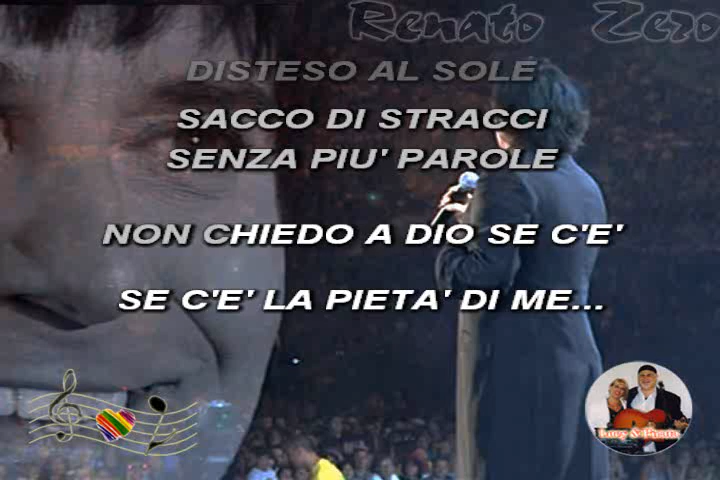 Renato Zero
DISTESO AL SOLE
SACCO DI STRACCI
SENZA PIU' PAROLE
NON CHIEDO A DIO SE C'E'
SE C'E' LA PIETA' DI ME...